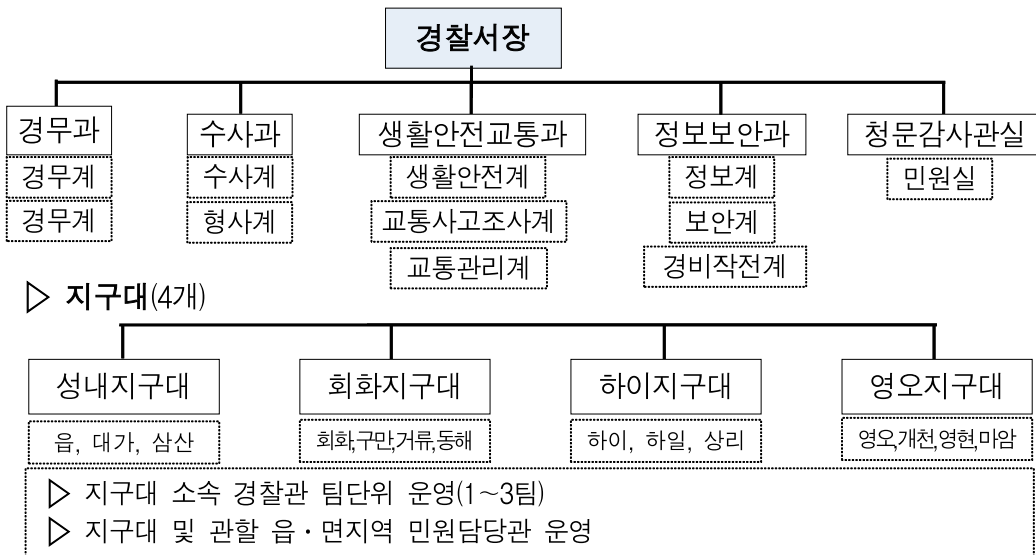 경찰서장
경무과 수사과 생활안전교통과 정보보안과 청문감사관실
경무계 수사계 생활안전계 정보계 민원실
경무계 형사계 교통사고조사계 보안계
교통관리계 경비작전계
▷ 지구대(4개)
성내지구대 회화지구대 하이지구대 영오지구대
읍, 대가, 삼산 회화,구만,거류,동해 하이, 하일, 상리 영오,개천,영현,마암
▷ 지구대 소속 경찰관 팀단위 운영(1~3팀)
▷ 지구대 및 관할 읍·면지역 민원담당관 운영